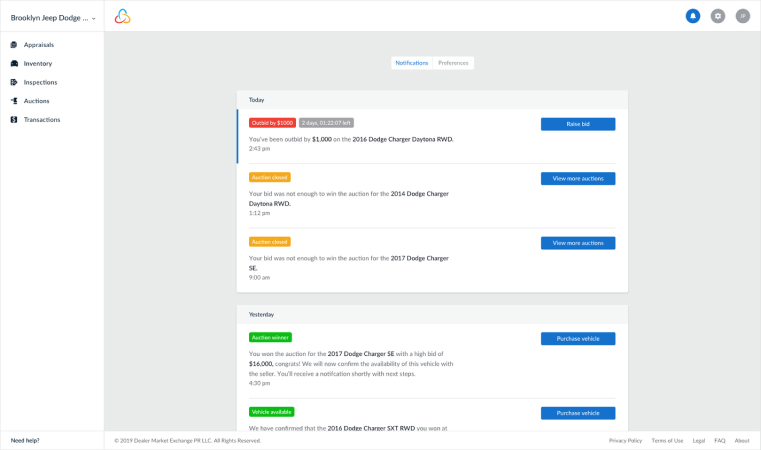 Brooklyn Jeep Dodge ...
JP
Appraisals
Inventory
Inspections
Auctions
Transactions
Notifications
Preferences
Today
Outbid by $1000
2 days, 01:22:07 left
Raise bid
You've been outbid by $1,000 on the 2016 Dodge Charger Daytona RWD.
2:43 pm
Auction closed
View more auctions
Your bid was not enough to win the auction for the 2014 Dodge Charger
Daytona RWD.
1:12 pm
Auction closed
View more auctions
Your bid was not enough to win the auction for the 2017 Dodge Charger
SE.
9:00 am
Yesterday
Auction winner
Purchase vehicle
You won the auction for the 2017 Dodge Charger SE with a high bid of
$16,000, congrats! We will now confirm the availability of this vehicle with
the seller. You'll receive a notifcation shortly with next steps.
4:30 pm
Vehicle available
Purchase vehicle
We have confirmed that the 2016 Dodge Charger SXT RWD you won at
Need help?
© 2019 Dealer Market Exchange PR LLC. All Rights Reserved.
Privacy Policy
Terms of Use
Legal
FAQ
About